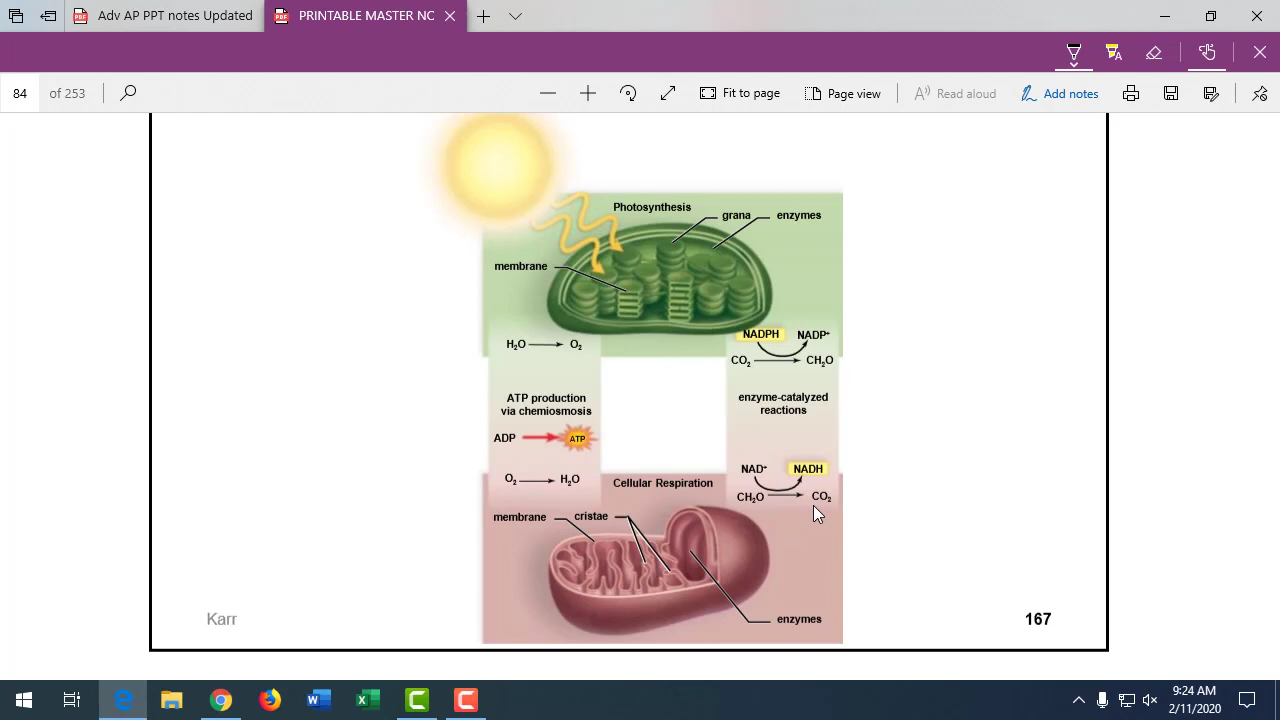 Adv AP PPT notes Updated
PRINTABLE MASTER NC
84 of 253
Fit to page
Page view
Read aloud
Add notes
Photosynthesis
grana
enzymes
membrane
NADPH
NADP⁺
H₂O
O₂
CO₂
CH₂O
ATP production
via chemiosmosis
enzyme-catalyzed
reactions
ADP
ATP
NAD⁺
NADH
O₂
H₂O
Cellular Respiration
CH₂O
CO₂
membrane
cristae
enzymes
Karr
167
9:24 AM
2/11/2020